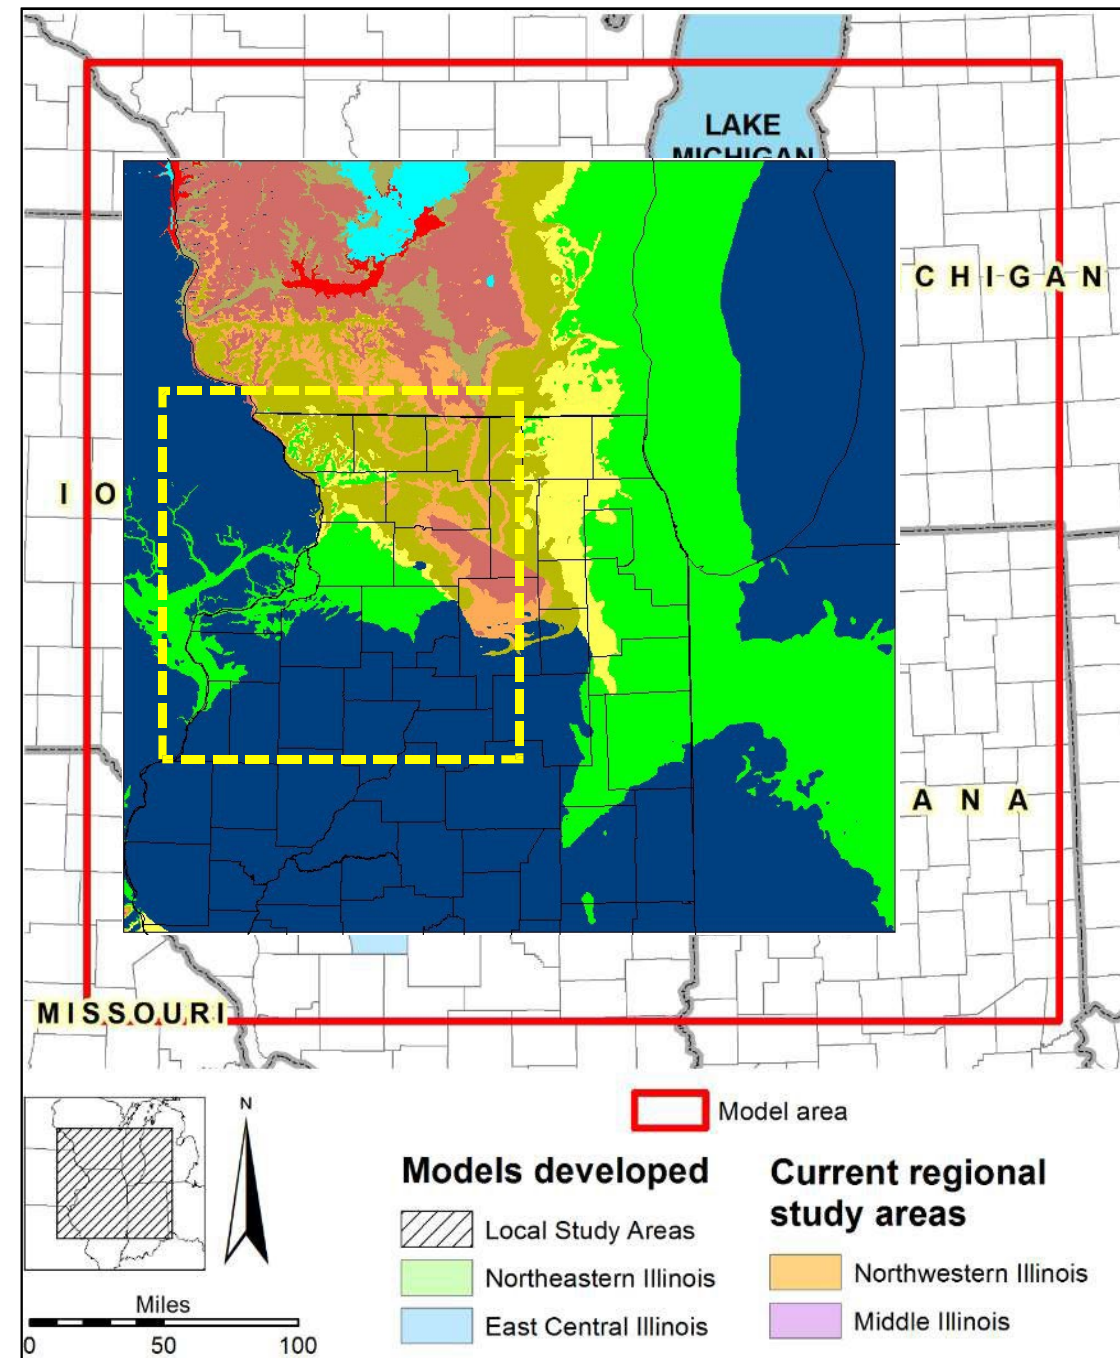 LAKE
MICHIGAN
C H I G A N
I O
A N A
M I S S O U R I
N
Model area
Models developed
Current regional
study areas
Local Study Areas
Northeastern Illinois
Northwestern Illinois
Miles
East Central Illinois
Middle Illinois
0 50 100